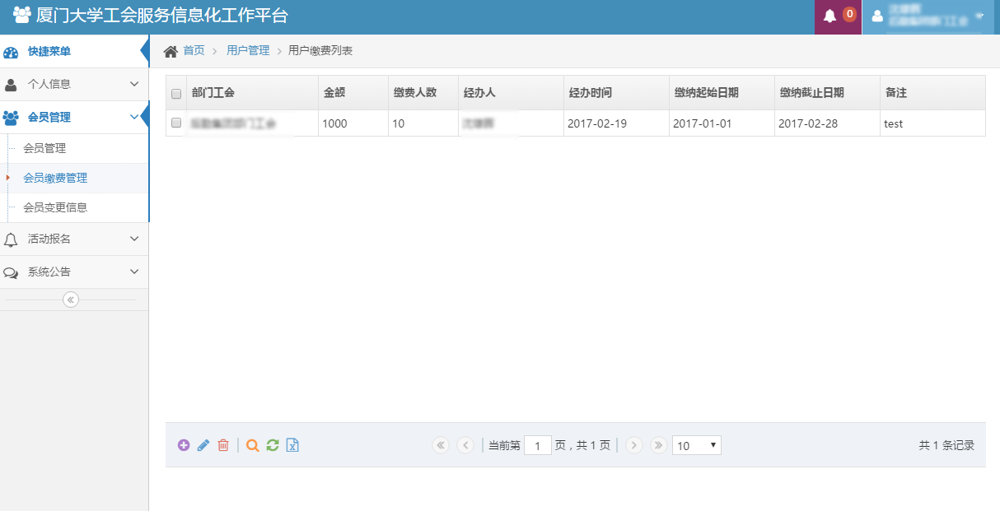 厦门大学工会服务信息化工作平台
0
快捷菜单
首页 > 用户管理 > 用户缴费列表
个人信息
会员管理
会员管理
会员缴费管理
会员变更信息
活动报名
系统公告
部门工会 金额 缴费人数 经办人 经办时间 缴纳起始日期 缴纳截止日期 备注
1000 10 2017-02-19 2017-01-01 2017-02-28 test
当前第 1 页，共 1 页 10 共 1 条记录